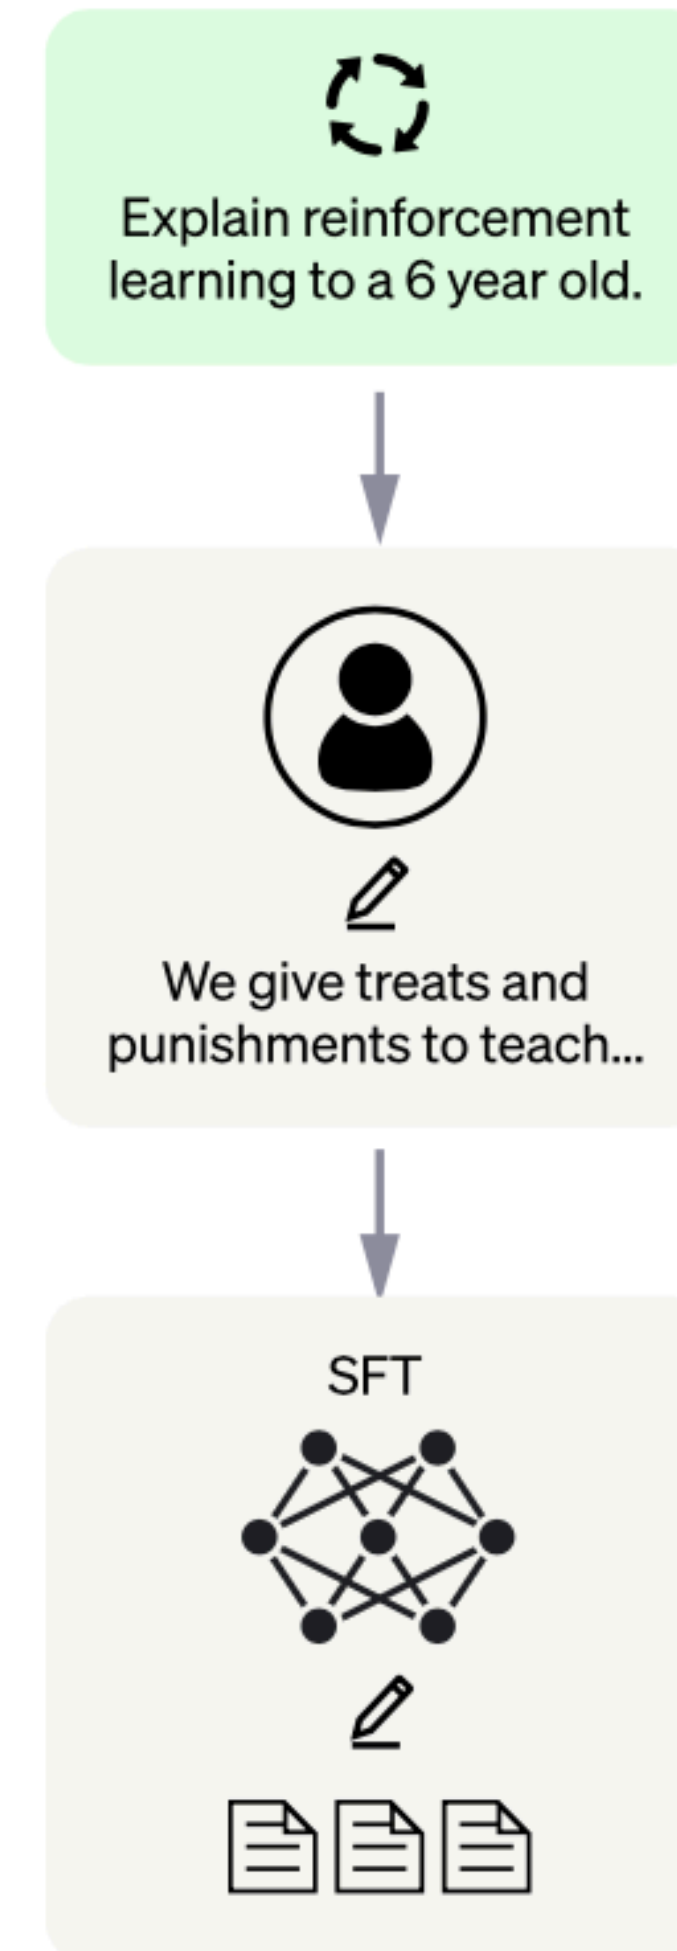 Explain reinforcement
learning to a 6 year old.
We give treats and
punishments to teach...
SFT